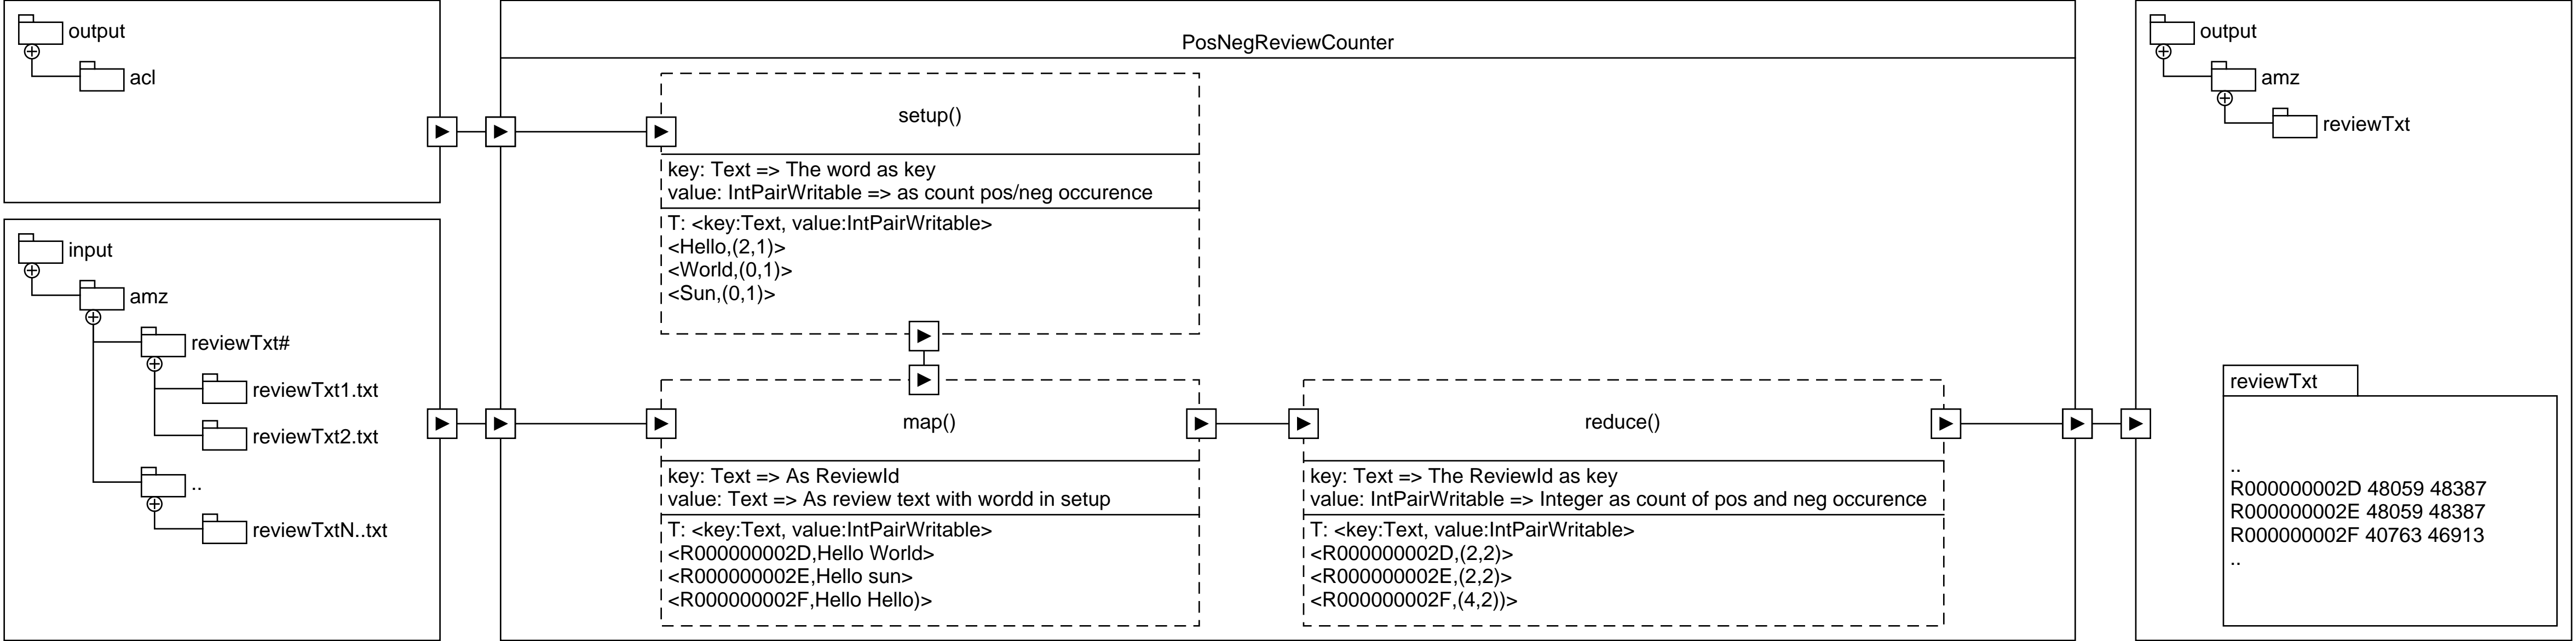 output
acl
input
amz
reviewTxt#
reviewTxt1.txt
reviewTxt2.txt
..
reviewTxtN..txt
PosNegReviewCounter
setup()
key: Text => The word as key
value: IntPairWritable => as count pos/neg occurence
T: <key:Text, value:IntPairWritable>
<Hello,(2,1)>
<World,(0,1)>
<Sun,(0,1)>
map()
key: Text => As ReviewId
value: Text => As review text with wordd in setup
T: <key:Text, value:IntPairWritable>
<R000000002D,Hello World>
<R000000002E,Hello sun>
<R000000002F,Hello Hello)>
reduce()
key: Text => The ReviewId as key
value: IntPairWritable => Integer as count of pos and neg occurence
T: <key:Text, value:IntPairWritable>
<R000000002D,(2,2)>
<R000000002E,(2,2)>
<R000000002F,(4,2))>
output
amz
reviewTxt
reviewTxt
..
R000000002D 48059 48387
R000000002E 48059 48387
R000000002F 40763 46913
..